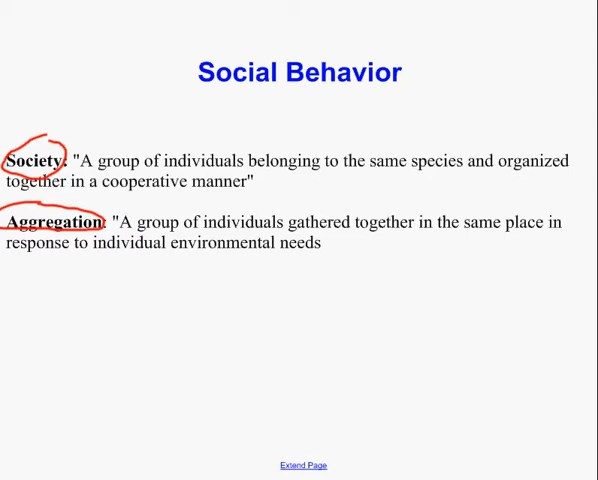 Social Behavior
Society: "A group of individuals belonging to the same species and organized
together in a cooperative manner"
Aggregation: "A group of individuals gathered together in the same place in
response to individual environmental needs
Extend Page